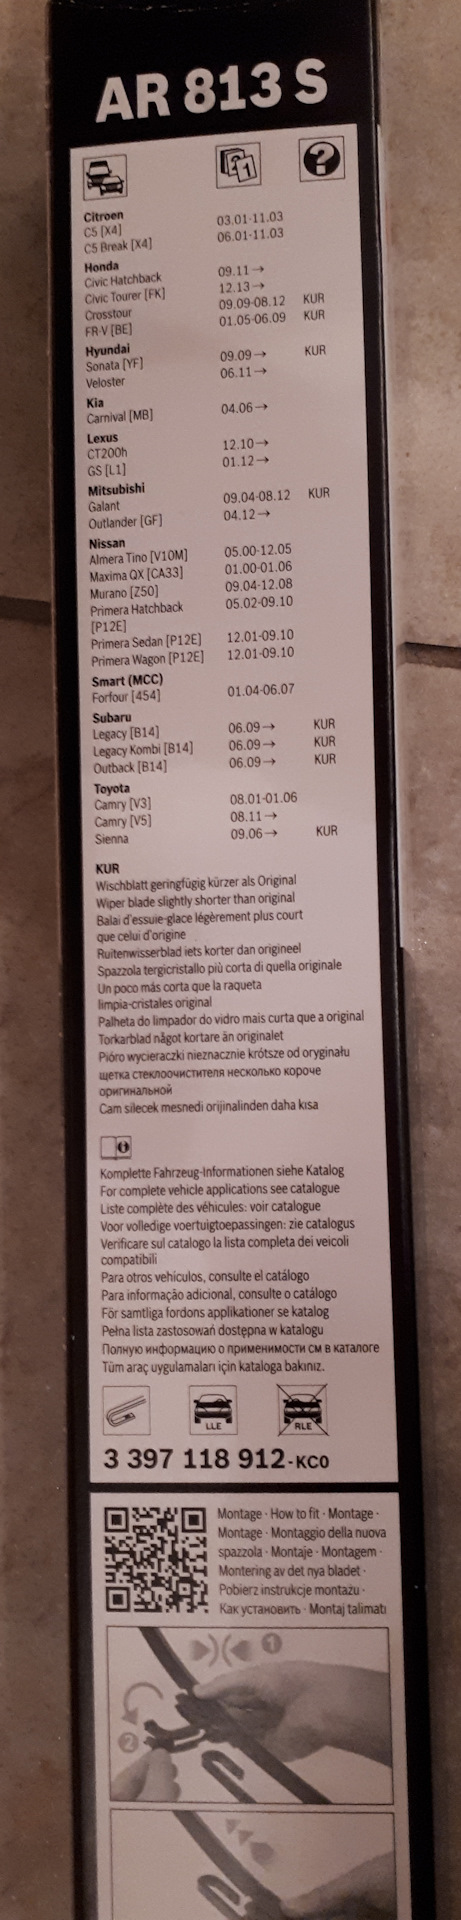 AR 813 S
1 ?
Citroen
C5 [X4] 03.01-11.03
C5 Break [X4] 06.01-11.03
Honda
Civic Hatchback 09.11→
Civic Tourer [FK] 12.13→
Crosstour 09.09-08.12 KUR
FR-V [BE] 01.05-06.09 KUR
Hyundai
Sonata [YF] 09.09→ KUR
Veloster 06.11→
Kia
Carnival [MB] 04.06→
Lexus
CT200h 12.10→
GS [L1] 01.12→
Mitsubishi
Galant 09.04-08.12 KUR
Outlander [GF] 04.12→
Nissan
Almera Tino [V10M] 05.00-12.05
Maxima QX [CA33] 01.00-01.06
Murano [Z50] 09.04-12.08
Primera Hatchback 05.02-09.10
[P12E]
Primera Sedan [P12E] 12.01-09.10
Primera Wagon [P12E] 12.01-09.10
Smart (MCC)
Forfour [454] 01.04-06.07
Subaru
Legacy [B14] 06.09→ KUR
Legacy Kombi [B14] 06.09→ KUR
Outback [B14] 06.09→ KUR
Toyota
Camry [V3] 08.01-01.06
Camry [V5] 08.11→
Sienna 09.06→ KUR
KUR
Wischblatt geringfügig kürzer als Original
Wiper blade slightly shorter than original
Balai d'essuie-glace légèrement plus court
que celui d'origine
Ruitenwisserblad iets korter dan origineel
Spazzola tergicristallo più corta di quella originale
Un poco más corta que la raqueta
limpia-cristales original
Palheta do limpador do vidro mais curta que a original
Torkarblad något kortare än originalet
Pióro wycieraczki nieznacznie krótsze od oryginału
щетка стеклоочистителя несколько короче
оригинальной
Cam silecek mesnedi orijinalinden daha kısa
Komplette Fahrzeug-Informationen siehe Katalog
For complete vehicle applications see catalogue
Liste complète des véhicules: voir catalogue
Voor volledige voertuigtoepassingen: zie catalogus
Verificare sul catalogo la lista completa dei veicoli
compatibili
Para otros vehiculos, consulte el catálogo
Para informação adicional, consulte o catálogo
För samtliga fordons applikationer se katalog
Pełna lista zastosowań dostępna w katalogu
Полную информацию о применимости см в каталоге
Tüm araç uygulamaları için kataloga bakınız.
LLE RLE
3 397 118 912-KC0
Montage · How to fit · Montage ·
Montage · Montaggio della nuova
spazzola · Montaje · Montagem ·
Montering av det nya bladet ·
Pobierz instrukcje montażu ·
Как установить · Montaj talimatı
1
2